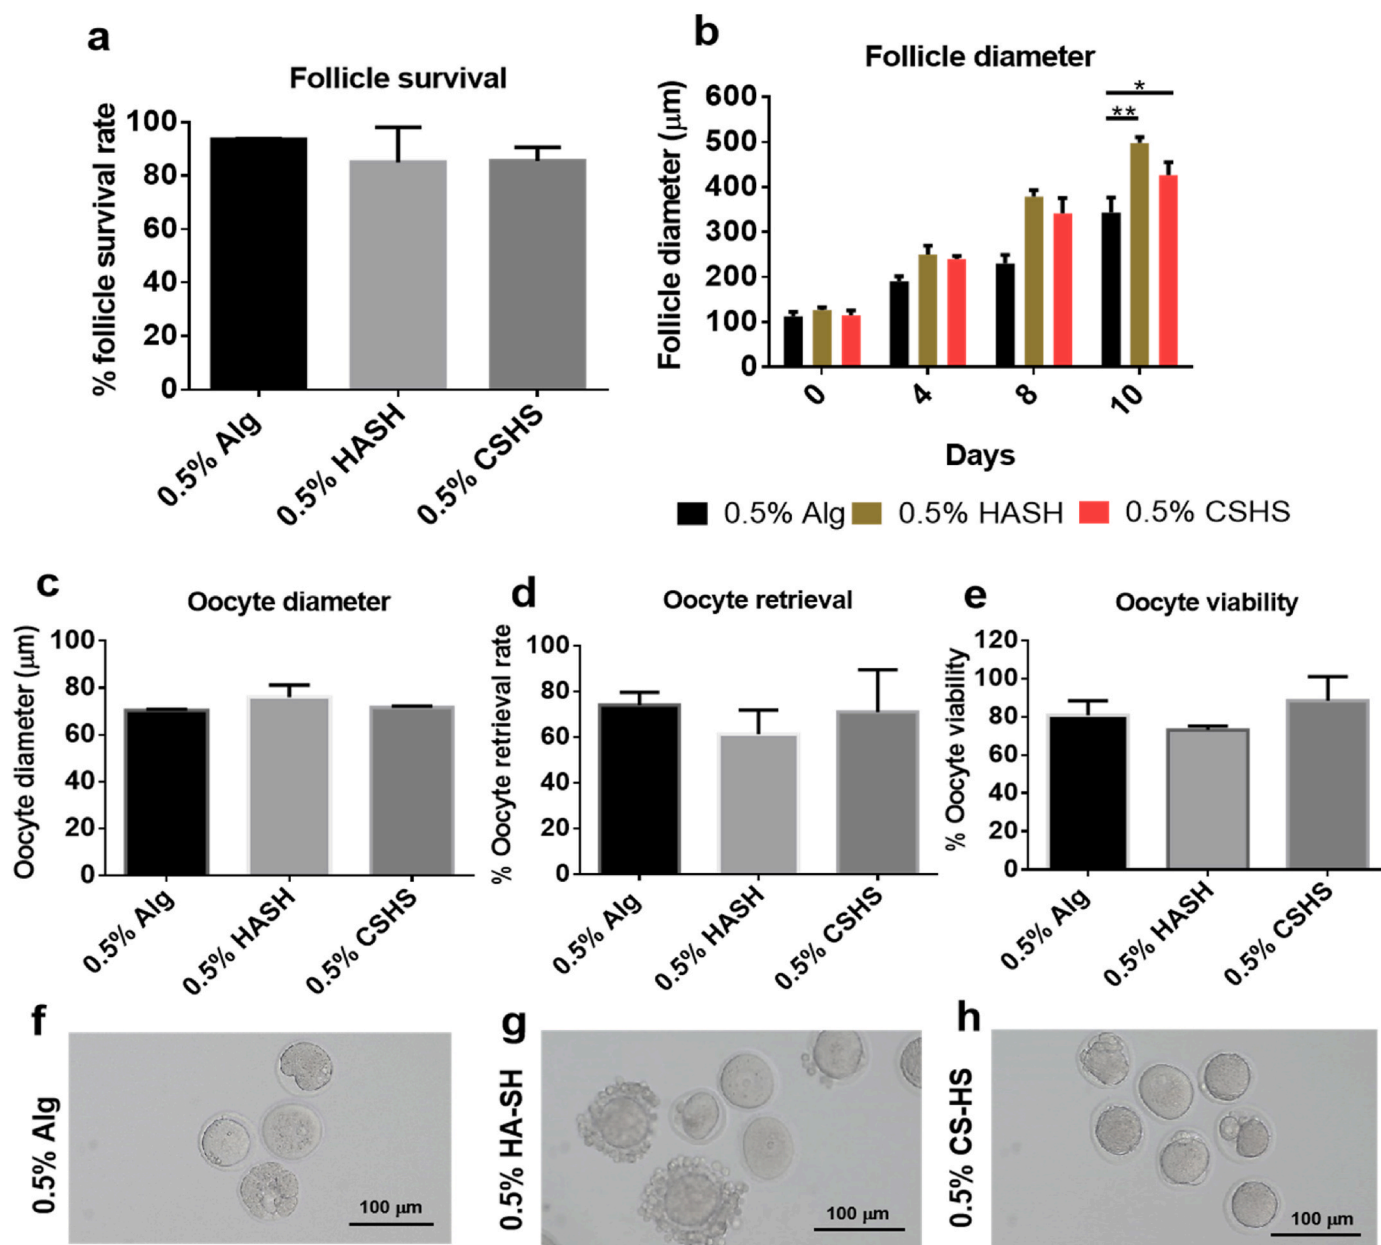 a
Follicle survival
% follicle survival rate
100
80
60
40
20
0
0.5% Alg
0.5% HASH
0.5% CSHS
b
Follicle diameter
Follicle diameter (μm)
600
500
400
300
200
100
0
*
**
0
4
8
10
Days
0.5% Alg
0.5% HASH
0.5% CSHS
c
Oocyte diameter
Oocyte diameter (μm)
100
80
60
40
20
0
0.5% Alg
0.5% HASH
0.5% CSHS
d
Oocyte retrieval
% Oocyte retrieval rate
100
80
60
40
20
0
0.5% Alg
0.5% HASH
0.5% CSHS
e
Oocyte viability
% Oocyte viability
120
100
80
60
40
20
0
0.5% Alg
0.5% HASH
0.5% CSHS
f
0.5% Alg
100 μm
g
0.5% HA-SH
100 μm
h
0.5% CS-HS
100 μm